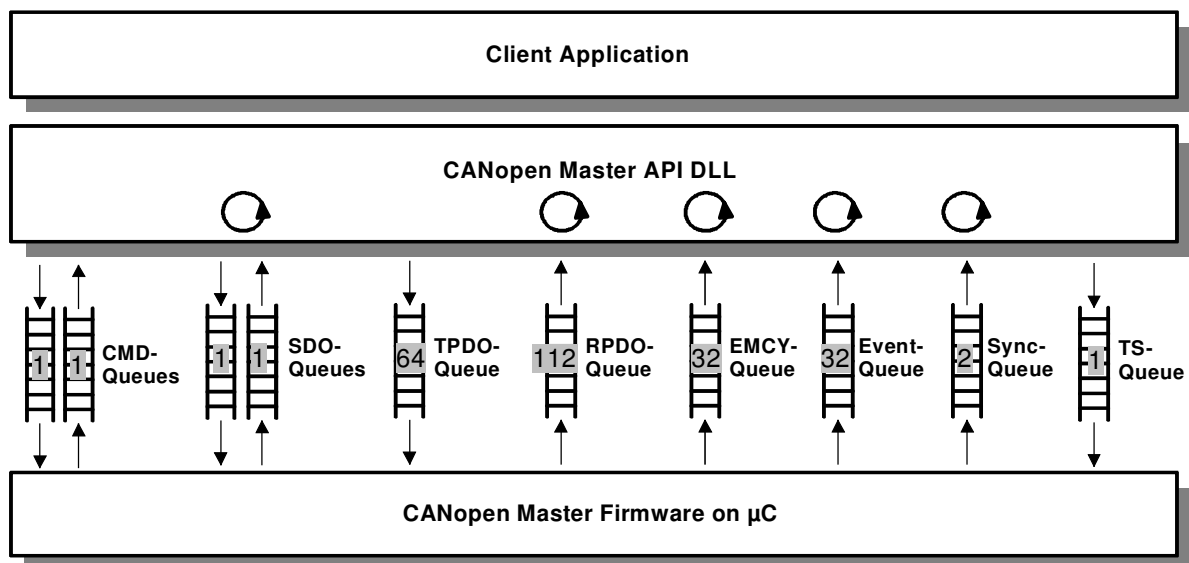 Client Application
CANopen Master API DLL
1
1
CMD-
Queues
1
1
SDO-
Queues
64
TPDO-
Queue
112
RPDO-
Queue
32
EMCY-
Queue
32
Event-
Queue
2
Sync-
Queue
1
TS-
Queue
CANopen Master Firmware on µC